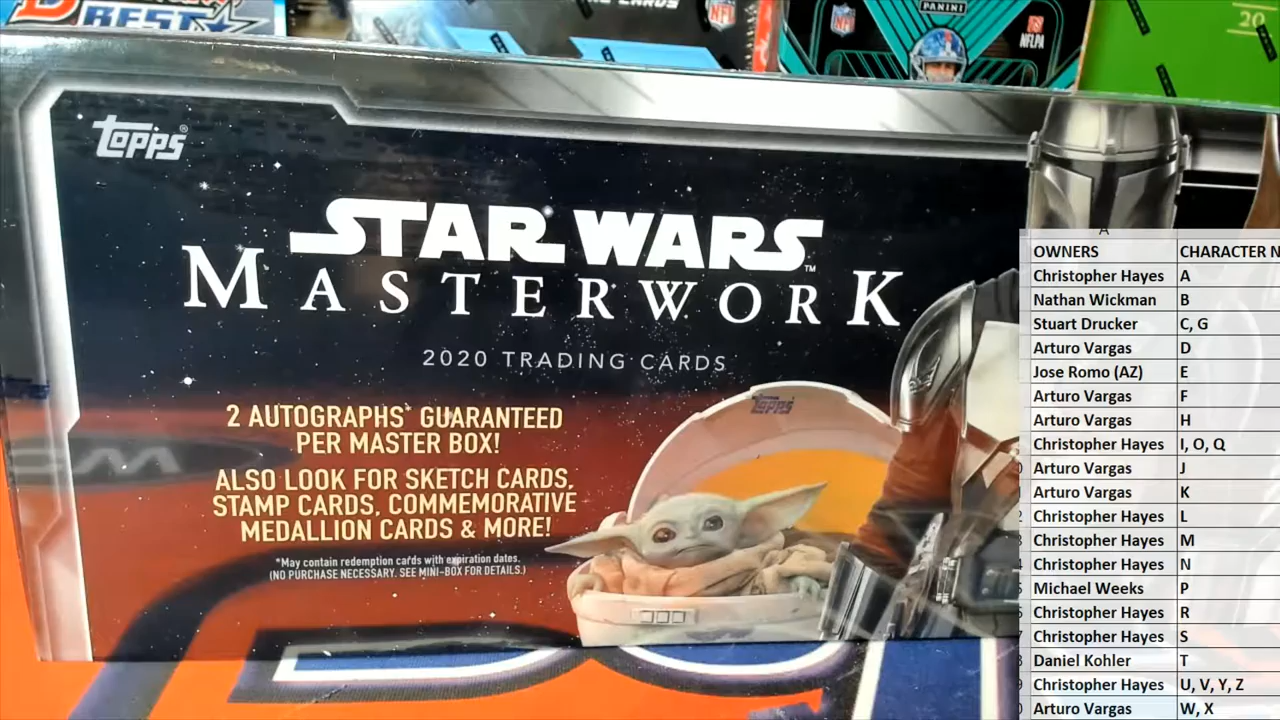 BEST
NFL
PANINI
NFL
NFLPA
20
topps
STAR WARS
MASTERWORK
2020 TRADING CARDS
2 AUTOGRAPHS* GUARANTEED
PER MASTER BOX!
ALSO LOOK FOR SKETCH CARDS,
STAMP CARDS, COMMEMORATIVE
MEDALLION CARDS & MORE!
*May contain redemption cards with expiration dates.
(NO PURCHASE NECESSARY. SEE MINI-BOX FOR DETAILS.)
topps
A
OWNERS CHARACTER N
Christopher Hayes A
Nathan Wickman B
Stuart Drucker C, G
Arturo Vargas D
Jose Romo (AZ) E
Arturo Vargas F
Arturo Vargas H
Christopher Hayes I, O, Q
Arturo Vargas J
Arturo Vargas K
Christopher Hayes L
Christopher Hayes M
Christopher Hayes N
Michael Weeks P
Christopher Hayes R
Christopher Hayes S
Daniel Kohler T
Christopher Hayes U, V, Y, Z
Arturo Vargas W, X